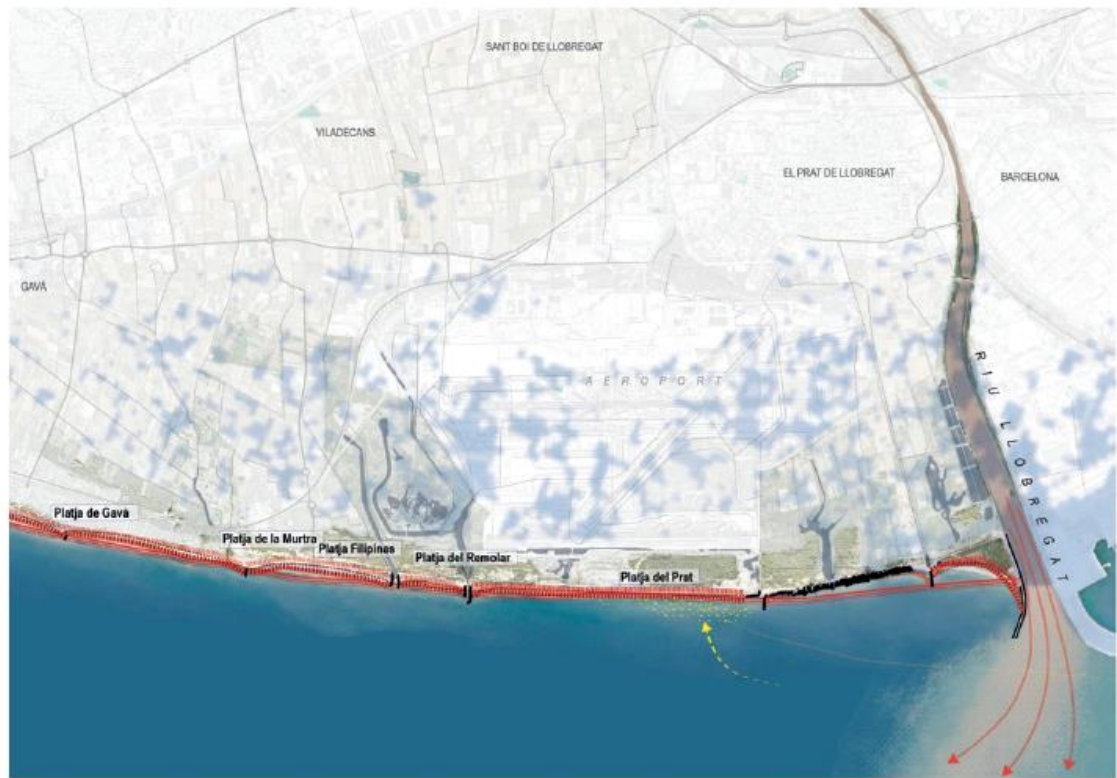 SANT BOI DE LLOBREGAT
VILADECANS
EL PRAT DE LLOBREGAT
BARCELONA
GAVÀ
AEROPORT
RIU LLOBREGAT
Platja de Gavà
Platja de la Murtra
Platja Filipines
Platja del Remolar
Platja del Prat